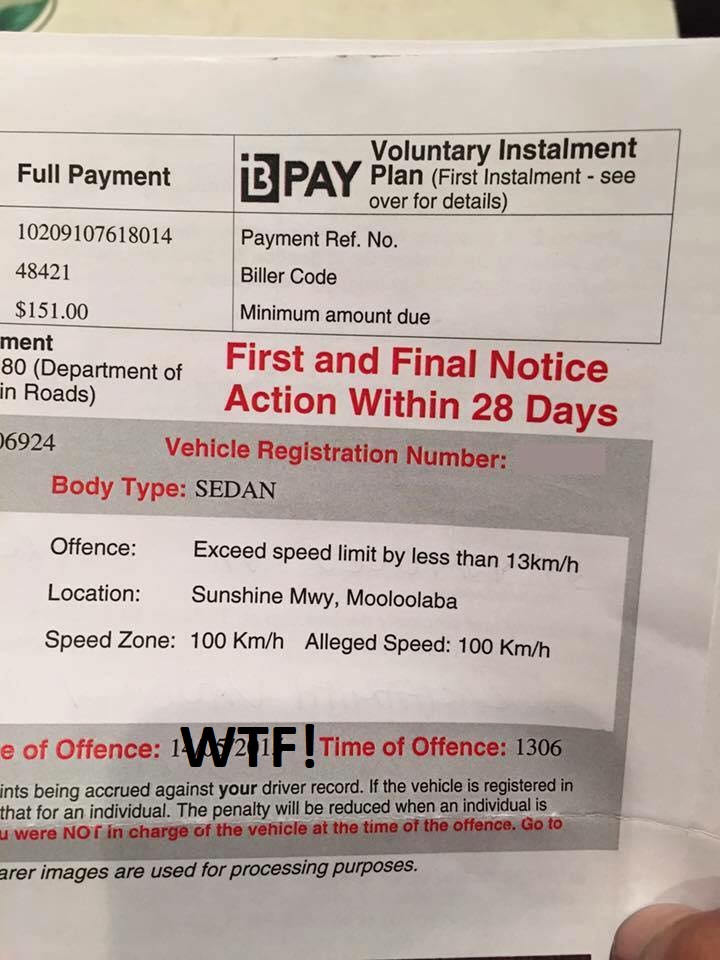 Full Payment
BPAY
Voluntary Instalment
Plan (First Instalment - see
over for details)
10209107618014
Payment Ref. No.
48421
Biller Code
$151.00
Minimum amount due
ment
80 (Department of
in Roads)
First and Final Notice
Action Within 28 Days
06924
Vehicle Registration Number:
Body Type: SEDAN
Offence: Exceed speed limit by less than 13km/h
Location: Sunshine Mwy, Mooloolaba
Speed Zone: 100 Km/h Alleged Speed: 100 Km/h
e of Offence:
WTF!
Time of Offence: 1306
ints being accrued against your driver record. If the vehicle is registered in
that for an individual. The penalty will be reduced when an individual is
u were NOT in charge of the vehicle at the time of the offence. Go to
arer images are used for processing purposes.